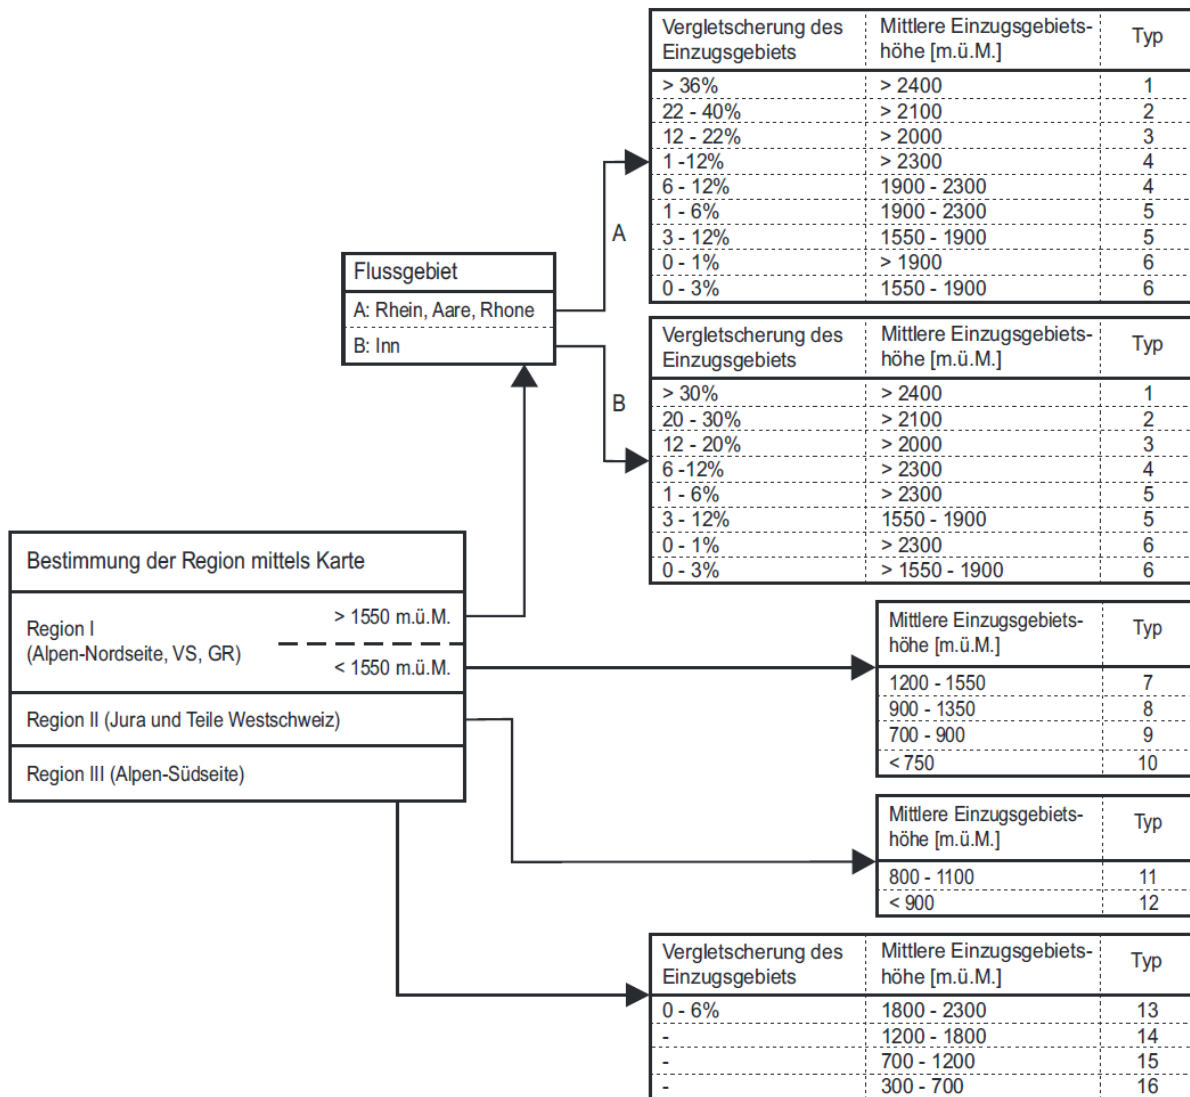 Vergletscherung des Einzugsgebiets Mittlere Einzugsgebiets-höhe [m.ü.M.] Typ
> 36% > 2400 1
22 - 40% > 2100 2
12 - 22% > 2000 3
1 -12% > 2300 4
6 - 12% 1900 - 2300 4
1 - 6% 1900 - 2300 5
3 - 12% 1550 - 1900 5
0 - 1% > 1900 6
0 - 3% 1550 - 1900 6
A
Flussgebiet
A: Rhein, Aare, Rhone
B: Inn
B
Vergletscherung des Einzugsgebiets Mittlere Einzugsgebiets-höhe [m.ü.M.] Typ
> 30% > 2400 1
20 - 30% > 2100 2
12 - 20% > 2000 3
6 -12% > 2300 4
1 - 6% > 2300 5
3 - 12% 1550 - 1900 5
0 - 1% > 2300 6
0 - 3% > 1550 - 1900 6
Bestimmung der Region mittels Karte
Region I
(Alpen-Nordseite, VS, GR)
> 1550 m.ü.M.
< 1550 m.ü.M.
Region II (Jura und Teile Westschweiz)
Region III (Alpen-Südseite)
Mittlere Einzugsgebiets-höhe [m.ü.M.] Typ
1200 - 1550 7
900 - 1350 8
700 - 900 9
< 750 10
Mittlere Einzugsgebiets-höhe [m.ü.M.] Typ
800 - 1100 11
< 900 12
Vergletscherung des Einzugsgebiets Mittlere Einzugsgebiets-höhe [m.ü.M.] Typ
0 - 6% 1800 - 2300 13
- 1200 - 1800 14
- 700 - 1200 15
- 300 - 700 16